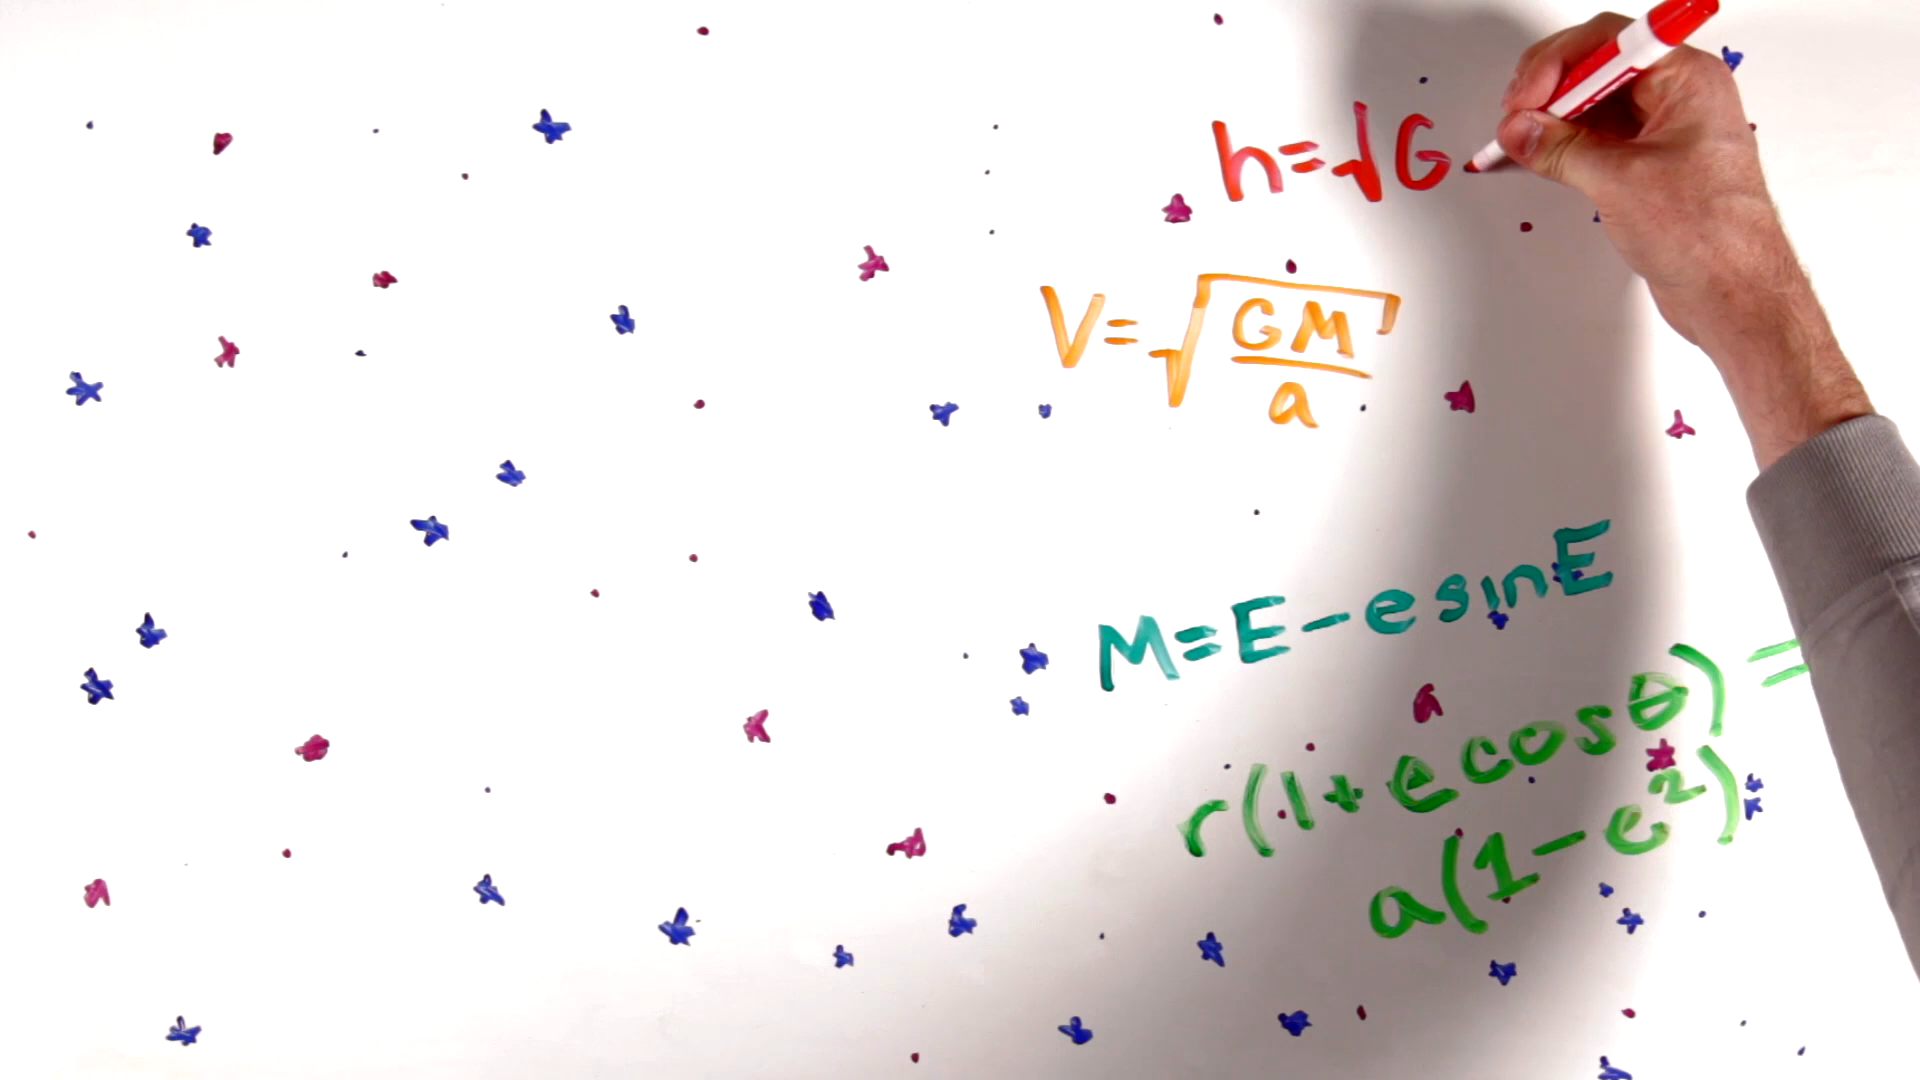 h=√G
V=√(GM/a)
M=E-esinE
r(1+ecosθ)=
a(1-e²)